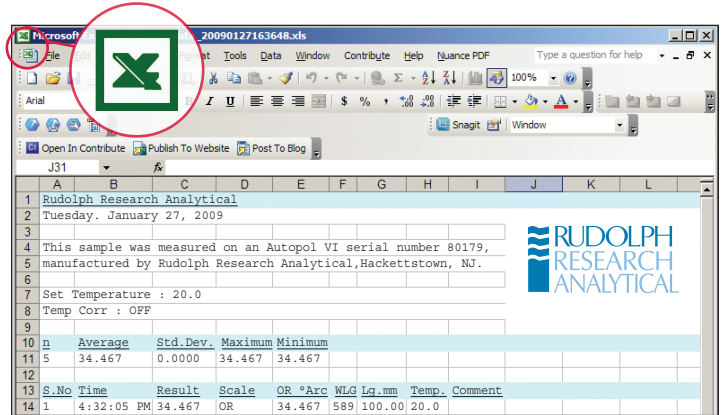 Microsof _20090127163648.xls
File Edit Format Tools Data Window Contribute Help Nuance PDF Type a question for help
100%
Arial B I U $ % ,
Snagit Window
Open In Contribute Publish To Website Post To Blog
J31 fx
A B C D E F G H I J K L
1 Rudolph Research Analytical
2 Tuesday. January 27, 2009
3
4 This sample was measured on an Autopol VI serial number 80179,
5 manufactured by Rudolph Research Analytical,Hackettstown, NJ.
6
7 Set Temperature : 20.0
8 Temp Corr : OFF
9
RUDOLPH
RESEARCH
ANALYTICAL
10 n Average Std.Dev. Maximum Minimum
11 5 34.467 0.0000 34.467 34.467
12
13 S.No Time Result Scale OR °Arc WLG Lg.mm Temp. Comment
14 1 4:32:05 PM 34.467 OR 34.467 589 100.00 20.0